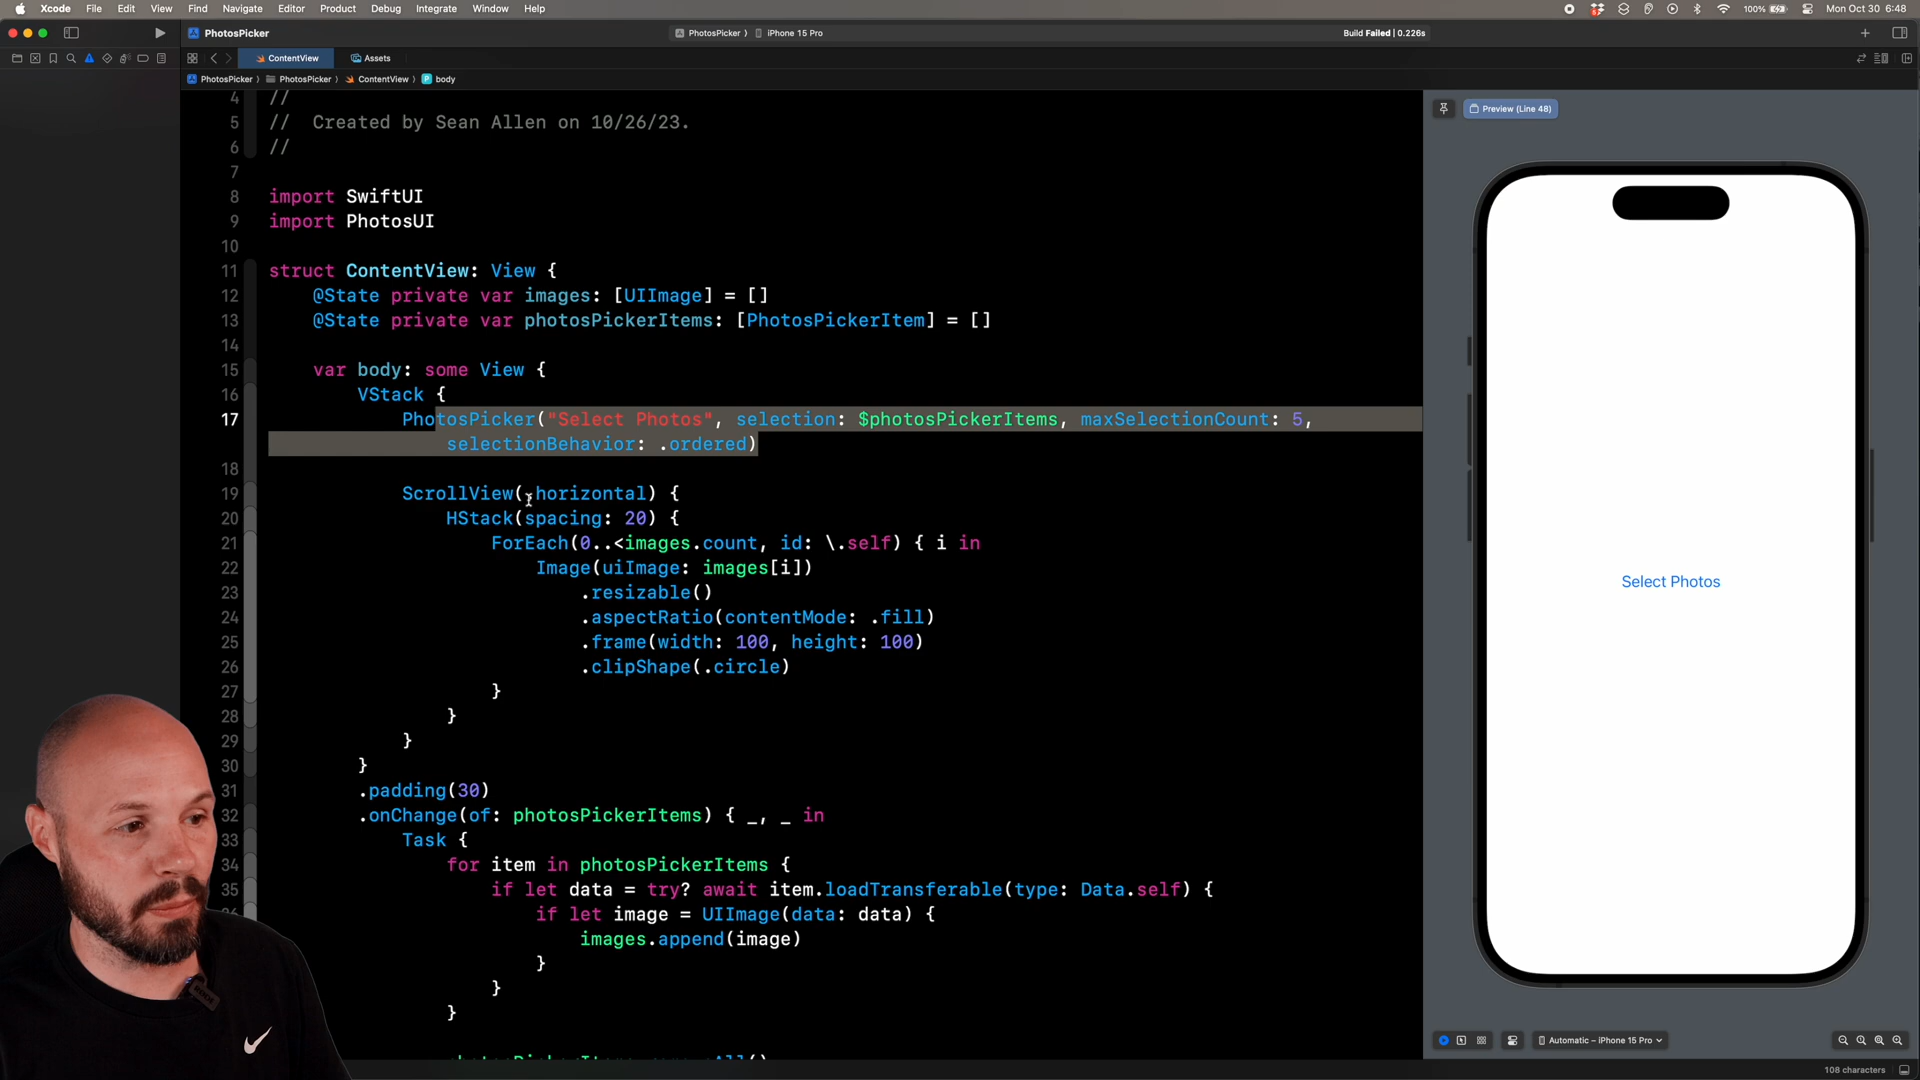 Xcode File Edit View Find Navigate Editor Product Debug Integrate Window Help
100% Mon Oct 30 6:48
PhotosPicker
PhotosPicker iPhone 15 Pro
Build Failed | 0.226s
ContentView
Assets
PhotosPicker PhotosPicker ContentView body
4 //
5 // Created by Sean Allen on 10/26/23.
6 //
7
8 import SwiftUI
9 import PhotosUI
10
11 struct ContentView: View {
12 @State private var images: [UIImage] = []
13 @State private var photosPickerItems: [PhotosPickerItem] = []
14
15 var body: some View {
16 VStack {
17 PhotosPicker("Select Photos", selection: $photosPickerItems, maxSelectionCount: 5,
selectionBehavior: .ordered)
18
19 ScrollView(.horizontal) {
20 HStack(spacing: 20) {
21 ForEach(0..<images.count, id: \.self) { i in
22 Image(uiImage: images[i])
23 .resizable()
24 .aspectRatio(contentMode: .fill)
25 .frame(width: 100, height: 100)
26 .clipShape(.circle)
27 }
28 }
29 }
30 }
31 .padding(30)
32 .onChange(of: photosPickerItems) { _, _ in
33 Task {
34 for item in photosPickerItems {
35 if let data = try? await item.loadTransferable(type: Data.self) {
if let image = UIImage(data: data) {
images.append(image)
}
}
}
Preview (Line 48)
Select Photos
Automatic – iPhone 15 Pro
108 characters